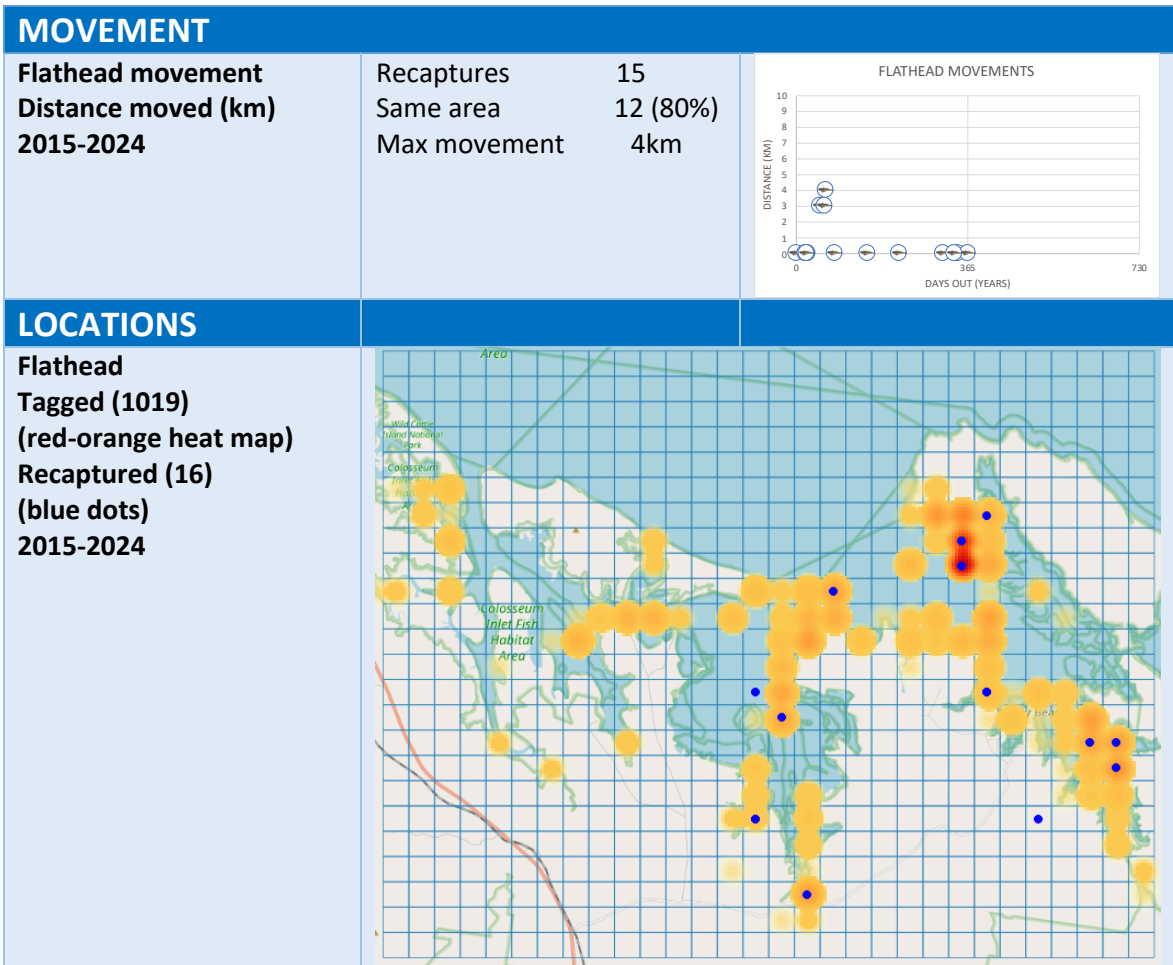 MOVEMENT
Flathead movement
Distance moved (km)
2015-2024
Recaptures 15
Same area 12 (80%)
Max movement 4km
FLATHEAD MOVEMENTS
DISTANCE (KM)
10
9
8
7
6
5
4
3
2
1
0
0 365 730
DAYS OUT (YEARS)
LOCATIONS
Flathead
Tagged (1019)
(red-orange heat map)
Recaptured (16)
(blue dots)
2015-2024
Area
Wild Cattle
Island National
Park
Colosseum
Inlet Fish
Colosseum
Inlet Fish
Habitat
Area